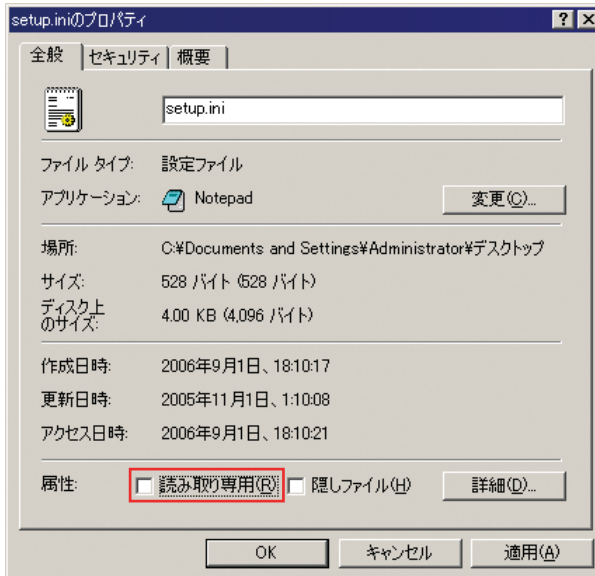 setup.iniのプロパティ
全般 セキュリティ 概要
setup.ini
ファイル タイプ: 設定ファイル
アプリケーション: Notepad 変更(C)...
場所: C:¥Documents and Settings¥Administrator¥デスクトップ
サイズ: 528 バイト (528 バイト)
ディスク上
のサイズ: 4.00 KB (4,096 バイト)
作成日時: 2006年9月1日、18:10:17
更新日時: 2005年11月1日、1:10:08
アクセス日時: 2006年9月1日、18:10:21
属性: 読み取り専用(R) 隠しファイル(H) 詳細(D)...
OK キャンセル 適用(A)